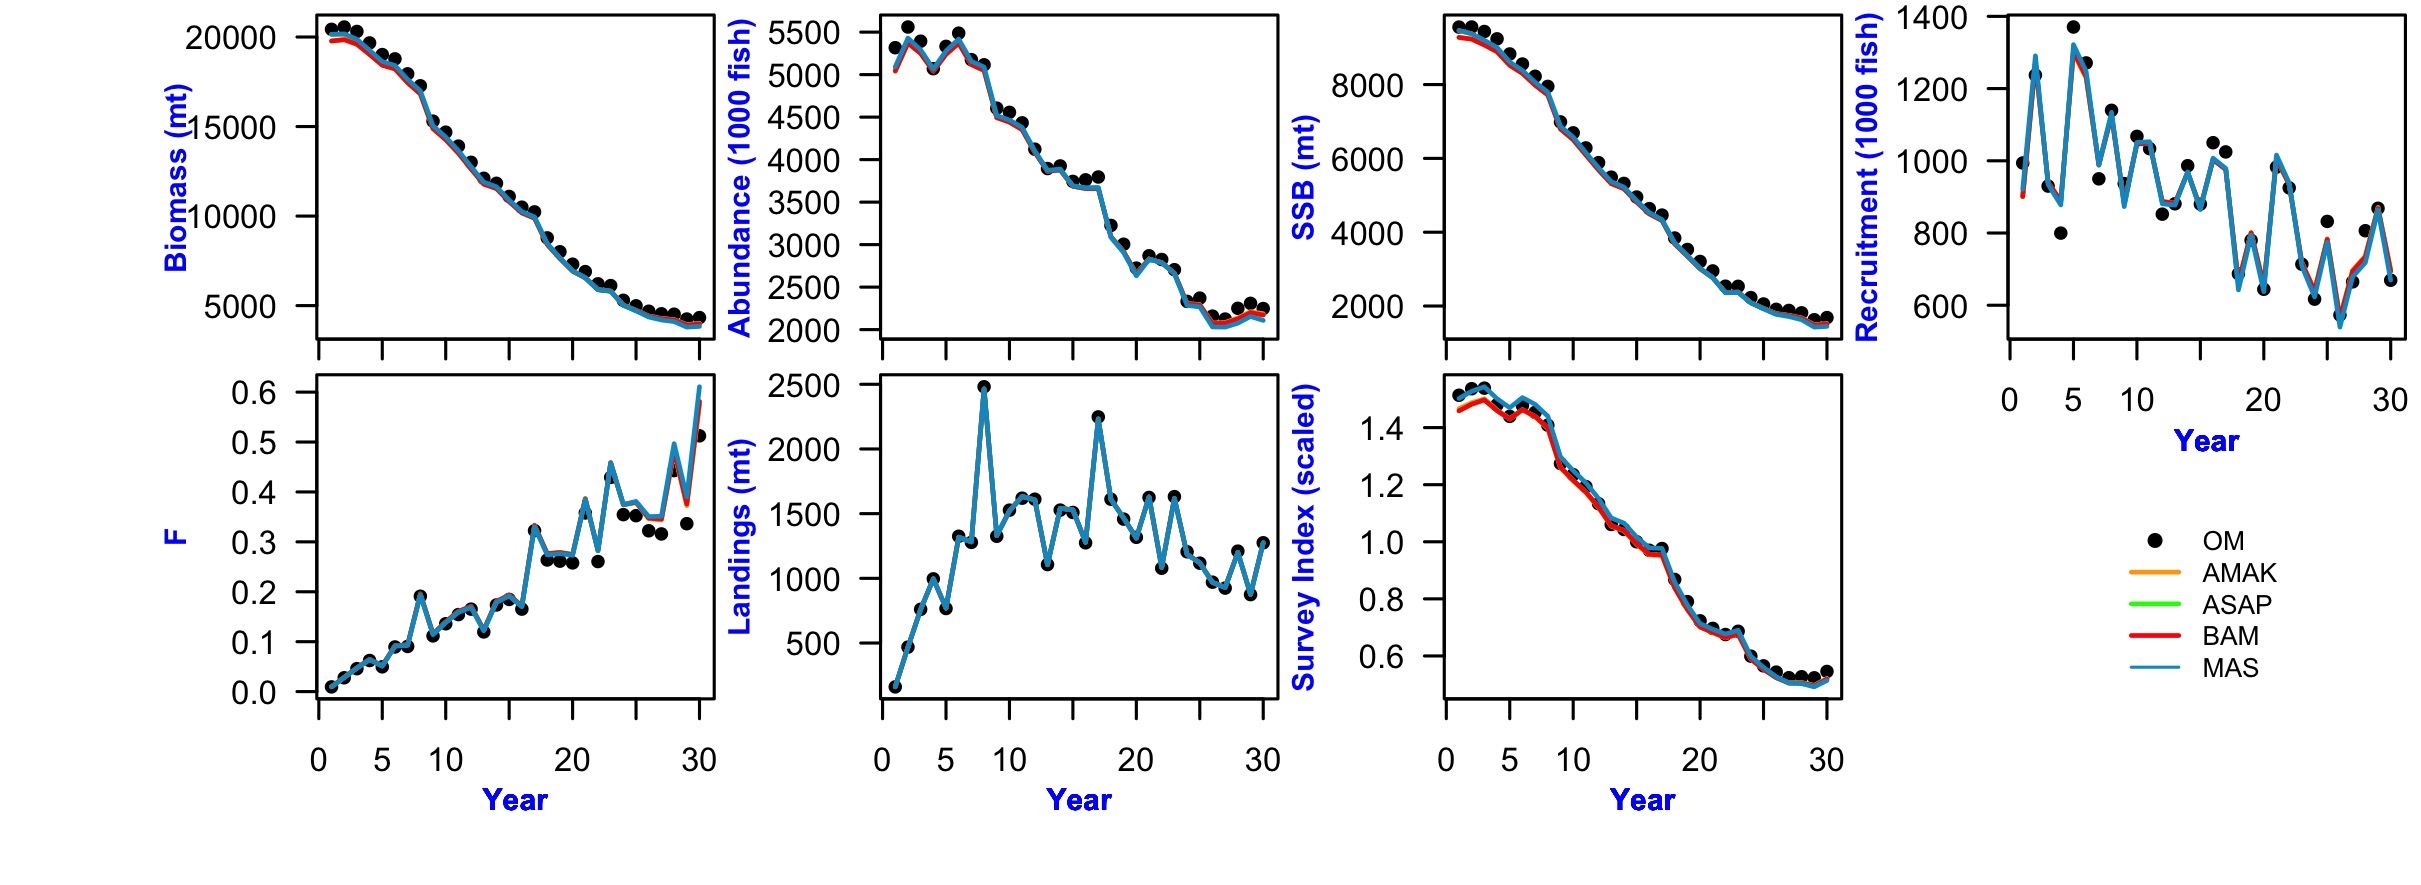 Biomass (mt)
20000
15000
10000
5000
Abundance (1000 fish)
5500
5000
4500
4000
3500
3000
2500
2000
SSB (mt)
8000
6000
4000
2000
Recruitment (1000 fish)
1400
1200
1000
800
600
0 5 10 20 30
Year
F
0.6
0.5
0.4
0.3
0.2
0.1
0.0
0 5 10 20 30
Year
Landings (mt)
2500
2000
1500
1000
500
0 5 10 20 30
Year
Survey Index (scaled)
1.4
1.2
1.0
0.8
0.6
0 5 10 20 30
Year
OM
AMAK
ASAP
BAM
MAS